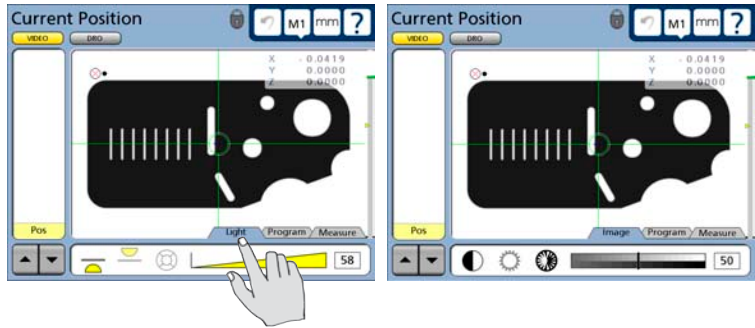 Current Position
M1 mm ?
VIDEO DRO
X - 0.0419
Y 0.0000
Z 0.0000
Pos
Light Program Measure
58
Current Position
M1 mm ?
VIDEO DRO
X - 0.0419
Y 0.0000
Z 0.0000
Pos
Image Program Measure
50